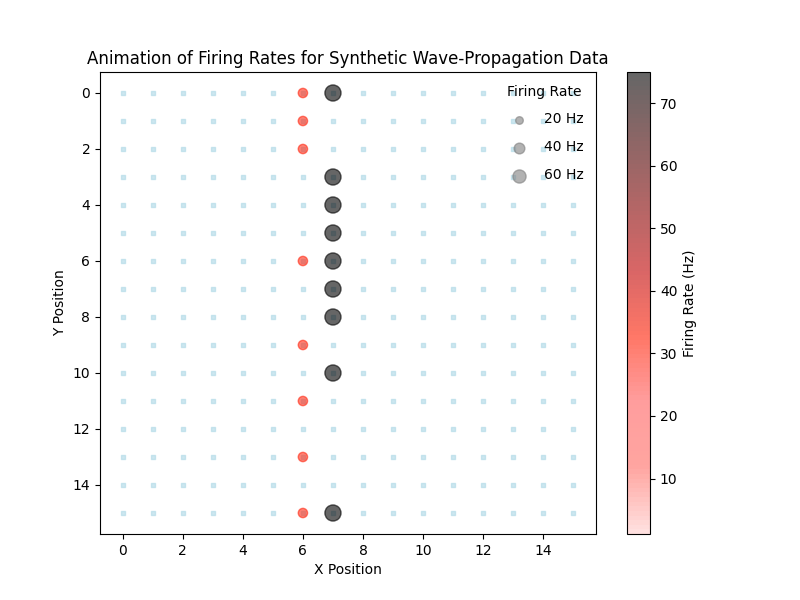 Animation of Firing Rates for Synthetic Wave-Propagation Data
Firing Rate
20 Hz
40 Hz
60 Hz
0
2
4
6
8
10
12
14
Y Position
0
2
4
6
8
10
12
14
X Position
70
60
50
40
30
20
10
Firing Rate (Hz)